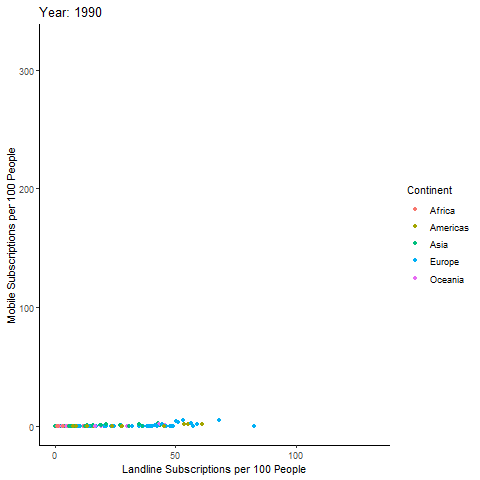 Year: 1990
Mobile Subscriptions per 100 People
300
200
100
0
0
50
100
Landline Subscriptions per 100 People
Continent
Africa
Americas
Asia
Europe
Oceania